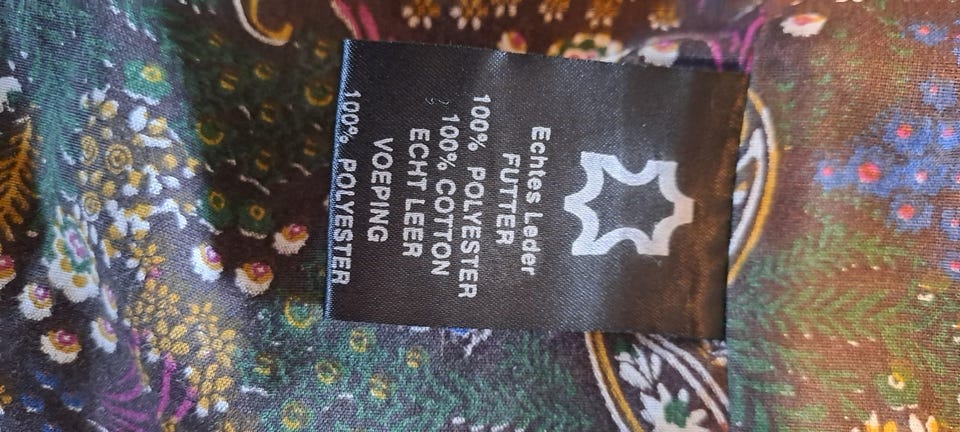 Echtes Leder
FUTTER
100% POLYESTER
100% COTTON
ECHT LEER
VOEPING
100% POLYESTER